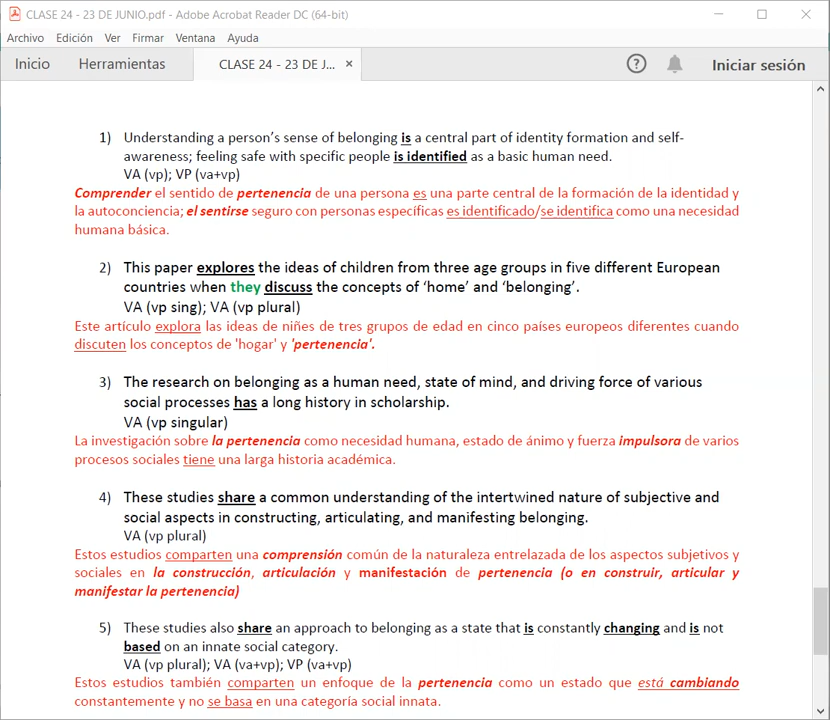 CLASE 24 - 23 DE JUNIO.pdf - Adobe Acrobat Reader DC (64-bit)
Archivo Edición Ver Firmar Ventana Ayuda
Inicio Herramientas CLASE 24 - 23 DE J... × ? Iniciar sesión
1) Understanding a person's sense of belonging is a central part of identity formation and self-
awareness; feeling safe with specific people is identified as a basic human need.
VA (vp); VP (va+vp)
Comprender el sentido de pertenencia de una persona es una parte central de la formación de la identidad y
la autoconciencia; el sentirse seguro con personas específicas es identificado/se identifica como una necesidad
humana básica.
2) This paper explores the ideas of children from three age groups in five different European
countries when they discuss the concepts of ‘home’ and ‘belonging’.
VA (vp sing); VA (vp plural)
Este artículo explora las ideas de niñes de tres grupos de edad en cinco países europeos diferentes cuando
discuten los conceptos de 'hogar' y 'pertenencia'.
3) The research on belonging as a human need, state of mind, and driving force of various
social processes has a long history in scholarship.
VA (vp singular)
La investigación sobre la pertenencia como necesidad humana, estado de ánimo y fuerza impulsora de varios
procesos sociales tiene una larga historia académica.
4) These studies share a common understanding of the intertwined nature of subjective and
social aspects in constructing, articulating, and manifesting belonging.
VA (vp plural)
Estos estudios comparten una comprensión común de la naturaleza entrelazada de los aspectos subjetivos y
sociales en la construcción, articulación y manifestación de pertenencia (o en construir, articular y
manifestar la pertenencia)
5) These studies also share an approach to belonging as a state that is constantly changing and is not
based on an innate social category.
VA (vp plural); VA (va+vp); VP (va+vp)
Estos estudios también comparten un enfoque de la pertenencia como un estado que está cambiando
constantemente y no se basa en una categoría social innata.